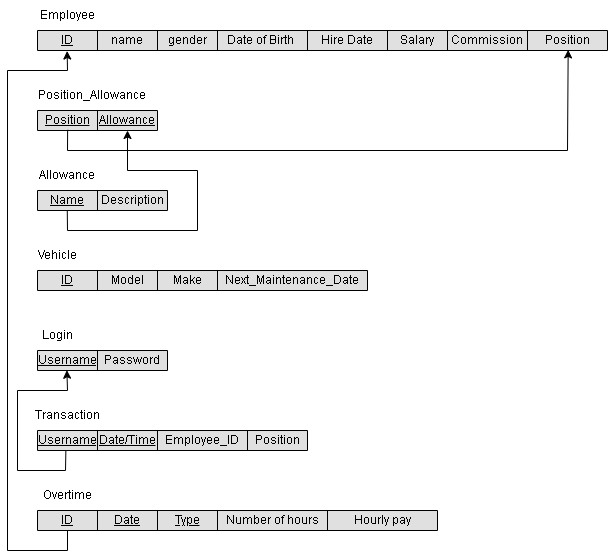 Employee
ID name gender Date of Birth Hire Date Salary Commission Position
Position_Allowance
Position Allowance
Allowance
Name Description
Vehicle
ID Model Make Next_Maintenance_Date
Login
Username Password
Transaction
Username Date/Time Employee_ID Position
Overtime
ID Date Type Number of hours Hourly pay